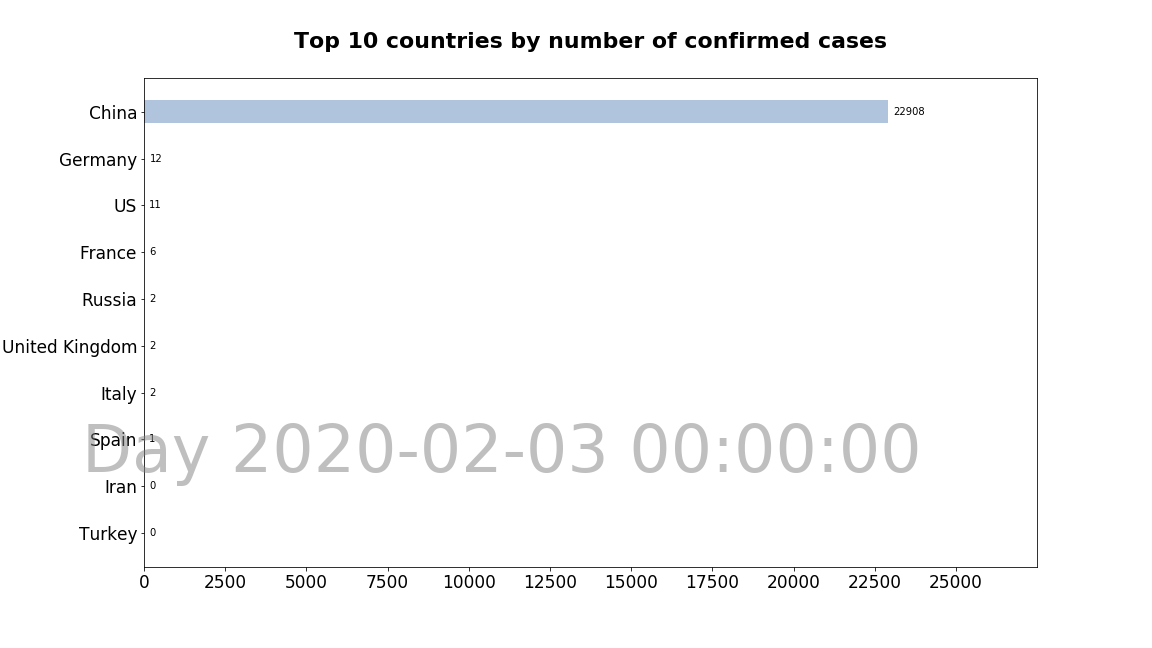 Top 10 countries by number of confirmed cases
China 22908
Germany 12
US 11
France 6
Russia 2
United Kingdom 2
Italy 2
Spain 1
Day 2020-02-03 00:00:00
Iran 0
Turkey 0
0 2500 5000 7500 10000 12500 15000 17500 20000 22500 25000